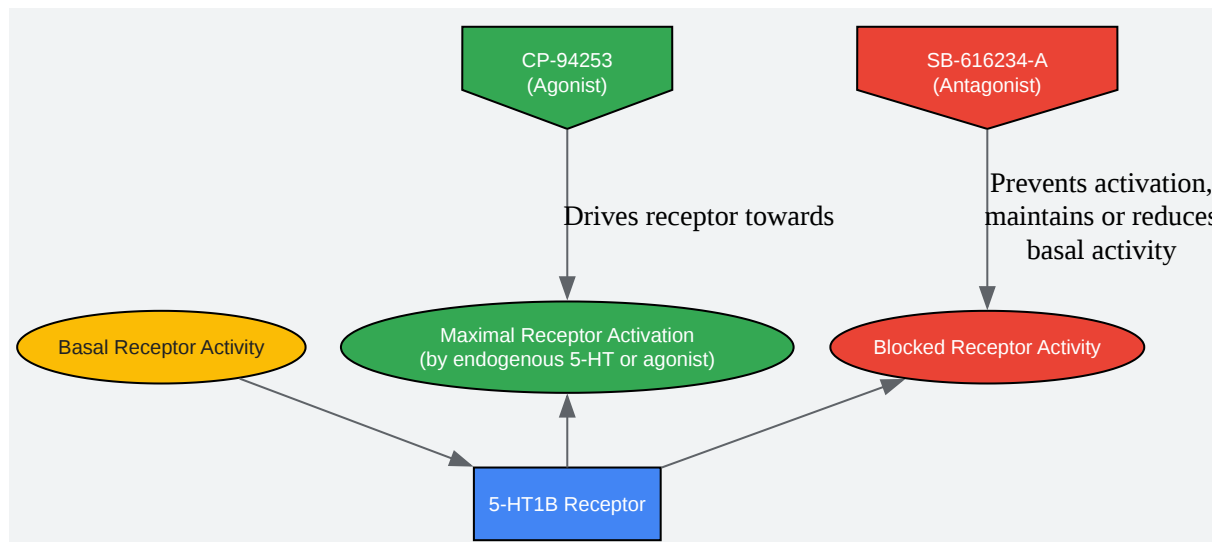 CP-94253
(Agonist)
SB-616234-A
(Antagonist)
Drives receptor towards
Prevents activation,
maintains or reduces
basal activity
Basal Receptor Activity
Maximal Receptor Activation
(by endogenous 5-HT or agonist)
Blocked Receptor Activity
5-HT1B Receptor